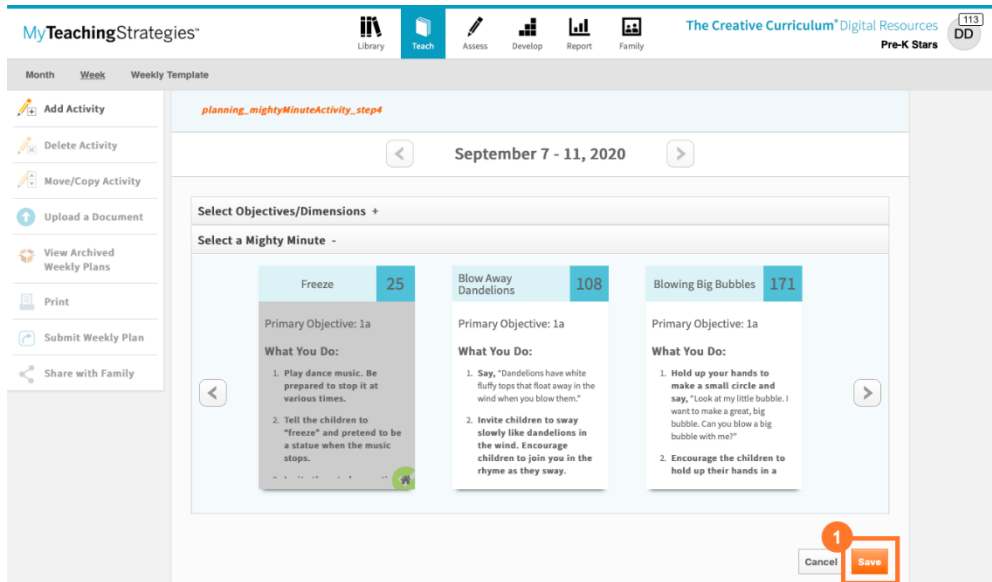 MyTeachingStrategies™
Library
Teach
Assess
Develop
Report
Family
The Creative Curriculum® Digital Resources
Pre-K Stars
113
DD
Month Week Weekly Template
Add Activity
Delete Activity
Move/Copy Activity
Upload a Document
View Archived
Weekly Plans
Print
Submit Weekly Plan
Share with Family
planning_mightyMinuteActivity_step4
< September 7 - 11, 2020 >
Select Objectives/Dimensions +
Select a Mighty Minute -
Freeze 25
Primary Objective: 1a
What You Do:
1. Play dance music. Be
prepared to stop it at
various times.
2. Tell the children to
"freeze" and pretend to be
a statue when the music
stops.
Blow Away
Dandelions
108
Primary Objective: 1a
What You Do:
1. Say, "Dandelions have white
fluffy tops that float away in the
wind when you blow them."
2. Invite children to sway
slowly like dandelions in
the wind. Encourage
children to join you in the
rhyme as they sway.
Blowing Big Bubbles 171
Primary Objective: 1a
What You Do:
1. Hold up your hands to
make a small circle and
say, "Look at my little bubble. I
want to make a great, big
bubble. Can you blow a big
bubble with me?"
2. Encourage the children to
hold up their hands in a
1
Cancel
Save